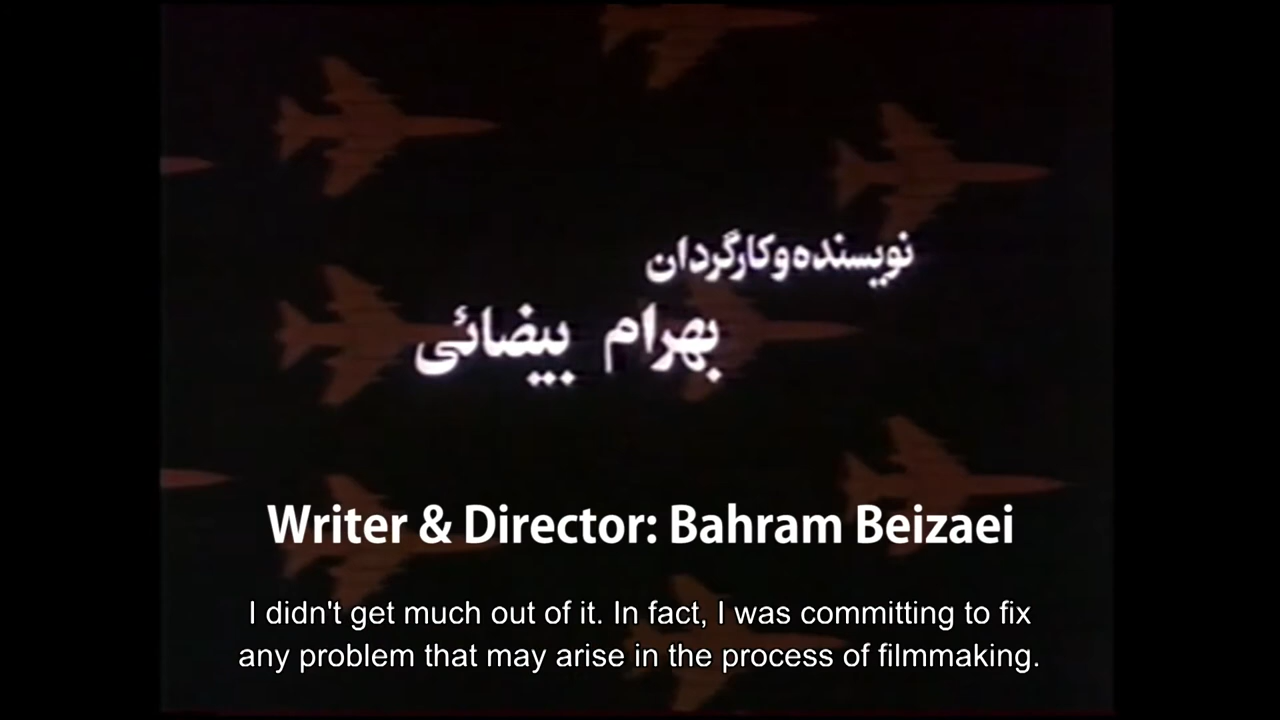 نویسنده و کارگردان
بهرام بیضائی
Writer & Director: Bahram Beizaei
I didn't get much out of it. In fact, I was committing to fix
any problem that may arise in the process of filmmaking.